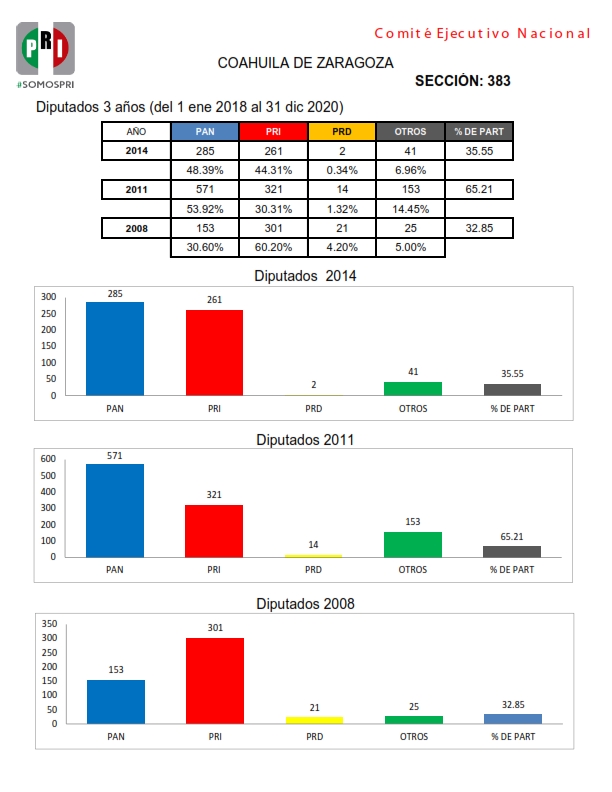 Comité Ejecutivo Nacional
PRI
#SOMOSPRI
COAHUILA DE ZARAGOZA
SECCIÓN: 383
Diputados 3 años (del 1 ene 2018 al 31 dic 2020)
AÑO PAN PRI PRD OTROS % DE PART
2014 285 261 2 41 35.55
48.39% 44.31% 0.34% 6.96%
2011 571 321 14 153 65.21
53.92% 30.31% 1.32% 14.45%
2008 153 301 21 25 32.85
30.60% 60.20% 4.20% 5.00%
Diputados 2014
300
250
200
150
100
50
0
285
261
2
41
35.55
PAN PRI PRD OTROS % DE PART
Diputados 2011
600
500
400
300
200
100
0
571
321
14
153
65.21
PAN PRI PRD OTROS % DE PART
Diputados 2008
350
300
250
200
150
100
50
0
153
301
21
25
32.85
PAN PRI PRD OTROS % DE PART